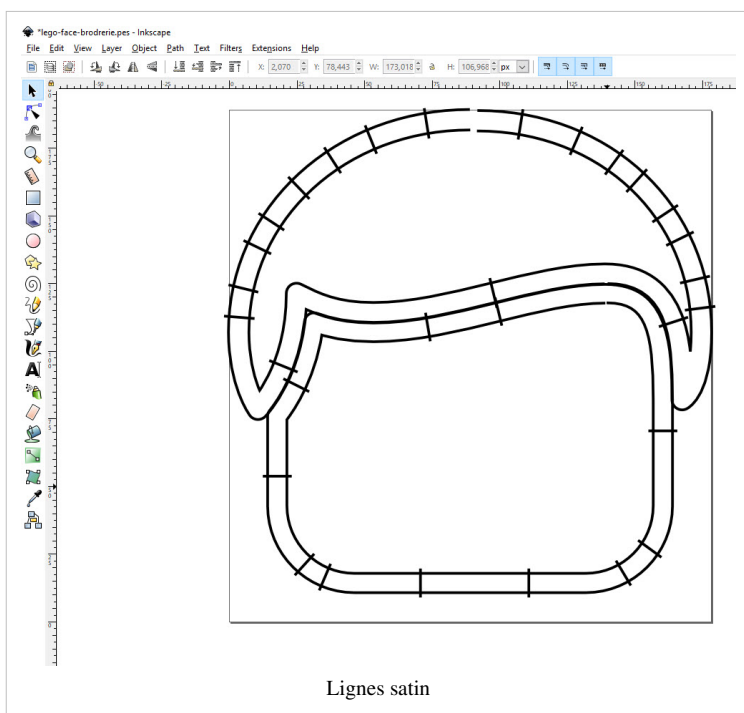 *lego-face-brodrerie.pes - Inkscape
File Edit View Layer Object Path Text Filters Extensions Help
X: 2,070 Y: 78,443 W: 173,018 H: 106,968 px
Lignes satin